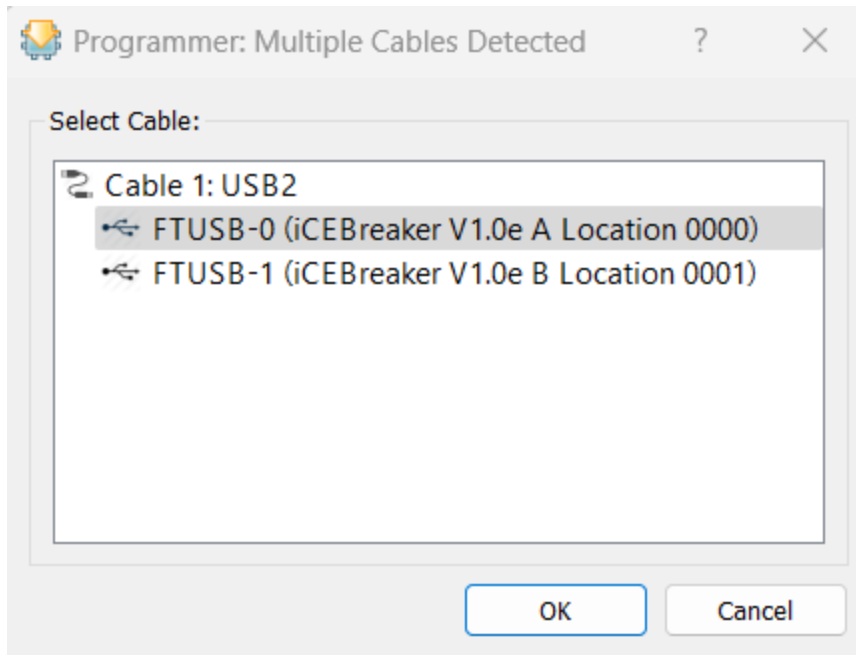 Programmer: Multiple Cables Detected ?
Select Cable:
Cable 1: USB2
FTUSB-0 (iCEBreaker V1.0e A Location 0000)
FTUSB-1 (iCEBreaker V1.0e B Location 0001)
OK Cancel